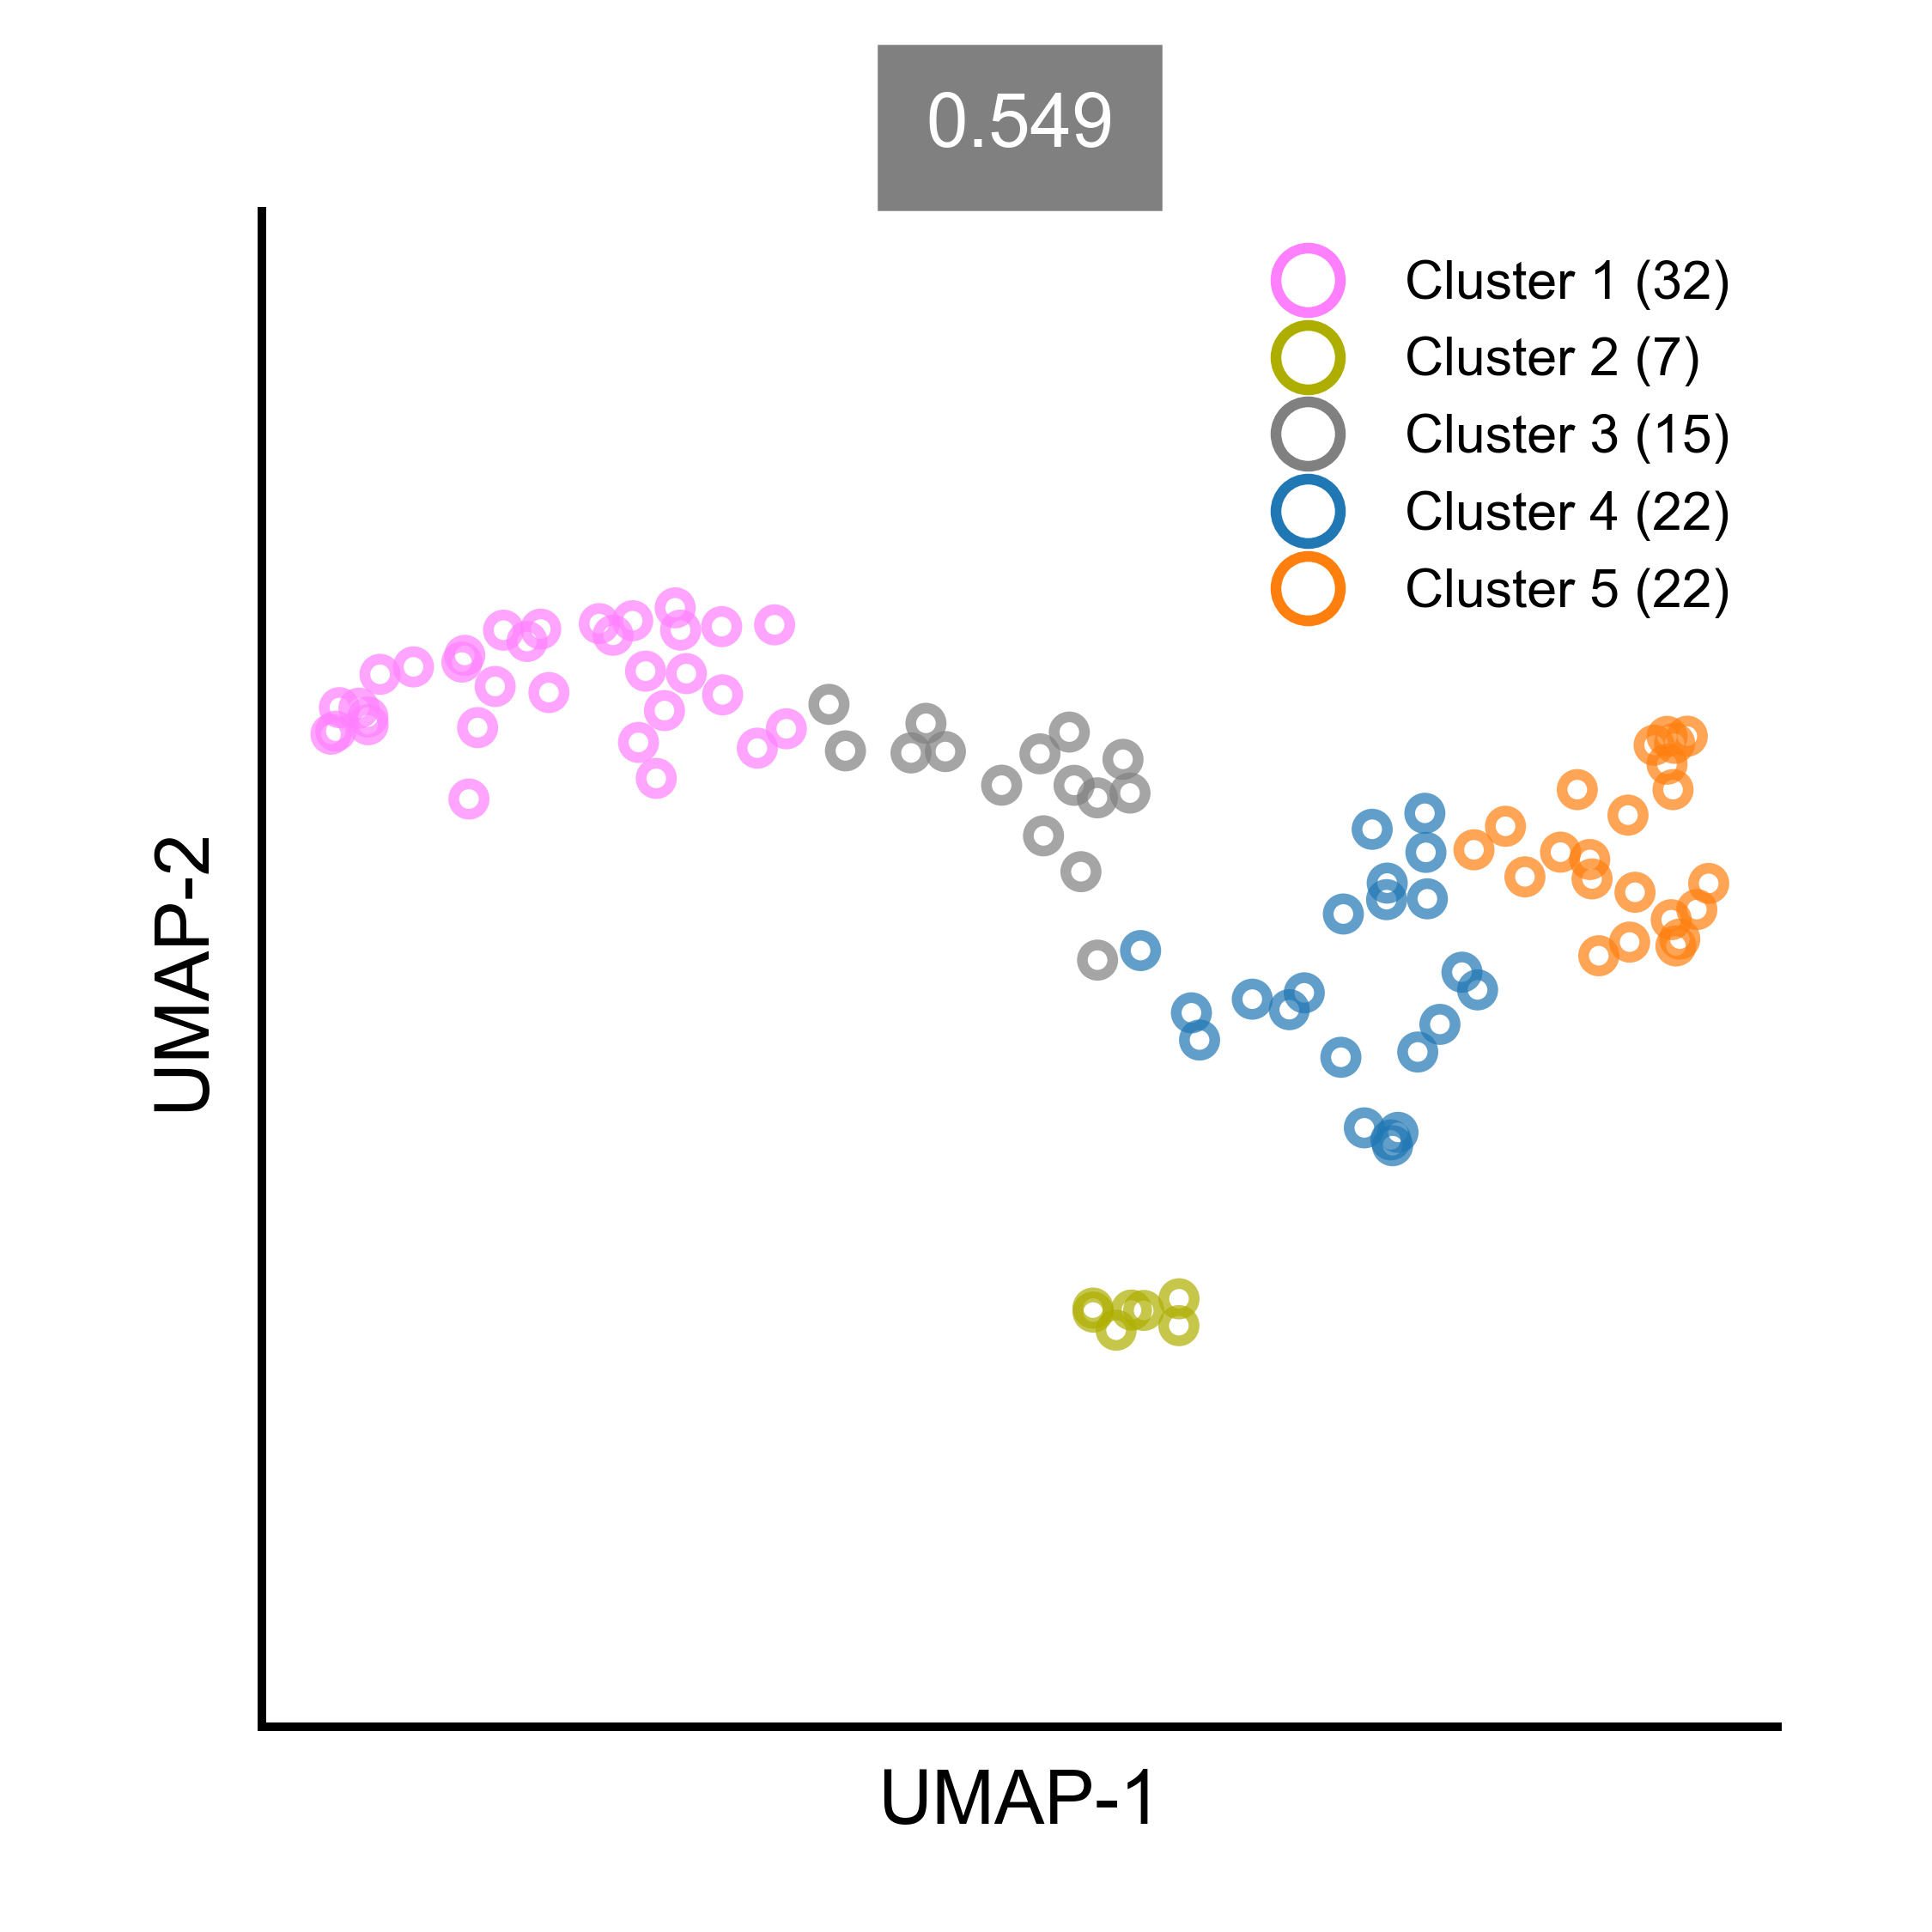 0.549
Cluster 1 (32)
Cluster 2 (7)
Cluster 3 (15)
Cluster 4 (22)
Cluster 5 (22)
UMAP-2
UMAP-1